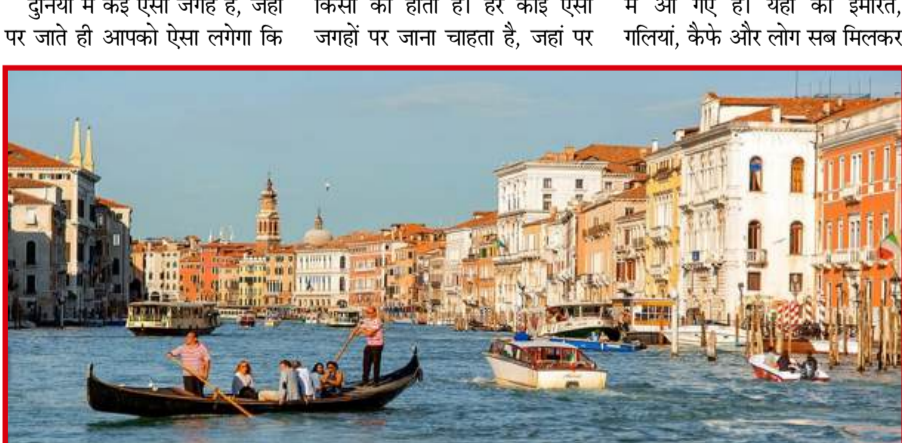 दुनिया में कई ऐसी जगह हैं, जहां
पर जाते ही आपको ऐसा लगेगा कि
किसी का होता है। हर कोई ऐसी
जगहों पर जाना चाहता है, जहां पर
में आ गए हों। यहां की इमारतें,
गलियां, कैफे और लोग सब मिलकर